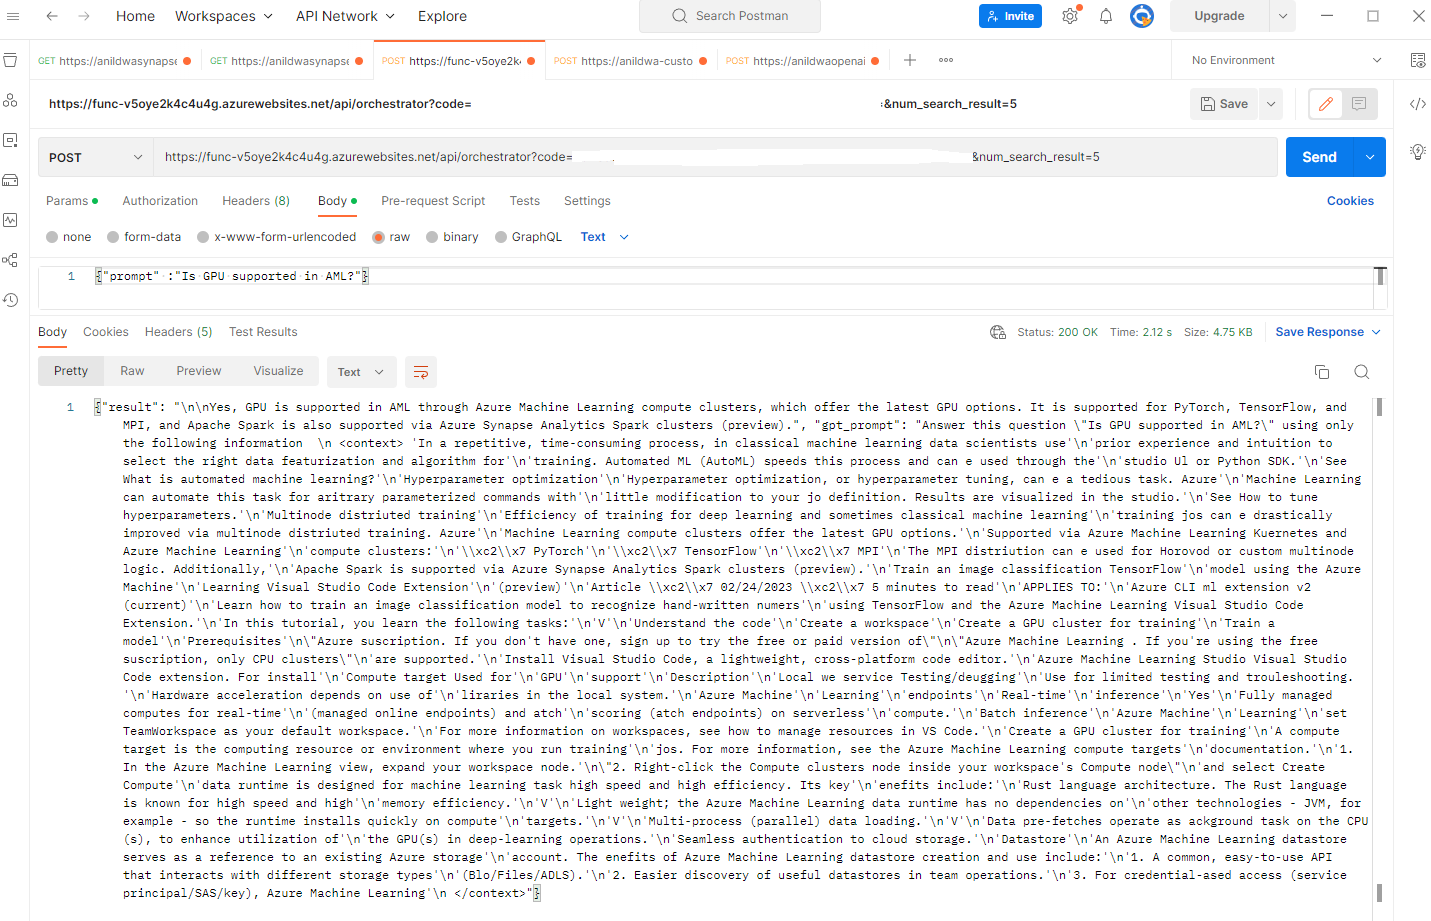 Home Workspaces API Network Explore Search Postman Invite Upgrade
GET https://anildwasynapse GET https://anildwasynapse POST https://func-v5oye2k4 POST https://anildwa-custo POST https://anildwaopenai No Environment
https://func-v5oye2k4c4u4g.azurewebsites.net/api/orchestrator?code= &num_search_result=5 Save
POST https://func-v5oye2k4c4u4g.azurewebsites.net/api/orchestrator?code= &num_search_result=5 Send
Params Authorization Headers (8) Body Pre-request Script Tests Settings Cookies
none form-data x-www-form-urlencoded raw binary GraphQL Text
1 {"prompt" :"Is GPU supported in AML?"}
Body Cookies Headers (5) Test Results Status: 200 OK Time: 2.12 s Size: 4.75 KB Save Response
Pretty Raw Preview Visualize Text
1 {"result": "\n\nYes, GPU is supported in AML through Azure Machine Learning compute clusters, which offer the latest GPU options. It is supported for PyTorch, TensorFlow, and
MPI, and Apache Spark is also supported via Azure Synapse Analytics Spark clusters (preview).", "gpt_prompt": "Answer this question \"Is GPU supported in AML?\" using only
the following information  \n <context> 'In a repetitive, time-consuming process, in classical machine learning data scientists use'\n'prior experience and intuition to
select the right data featurization and algorithm for'\n'training. Automated ML (AutoML) speeds this process and can e used through the'\n'studio UI or Python SDK.'\n'See
What is automated machine learning?'\n'Hyperparameter optimization'\n'Hyperparameter optimization, or hyperparameter tuning, can e a tedious task. Azure'\n'Machine Learning
can automate this task for aritrary parameterized commands with'\n'little modification to your jo definition. Results are visualized in the studio.'\n'See How to tune
hyperparameters.'\n'Multinode distriuted training'\n'Efficiency of training for deep learning and sometimes classical machine learning'\n'training jos can e drastically
improved via multinode distriuted training. Azure'\n'Machine Learning compute clusters offer the latest GPU options.'\n'Supported via Azure Machine Learning Kuernetes and
Azure Machine Learning'\n'compute clusters:'\n'\\xc2\\x7 PyTorch'\n'\\xc2\\x7 TensorFlow'\n'\\xc2\\x7 MPI'\n'The MPI distriution can e used for Horovod or custom multinode
logic. Additionally,'\n'Apache Spark is supported via Azure Synapse Analytics Spark clusters (preview).'\n'Train an image classification TensorFlow'\n'model using the Azure
Machine'\n'Learning Visual Studio Code Extension'\n'(preview)'\n'Article \\xc2\\x7 02/24/2023 \\xc2\\x7 5 minutes to read'\n'APPLIES TO:'\n'Azure CLI ml extension v2
(current)'\n'Learn how to train an image classification model to recognize hand-written numers'\n'using TensorFlow and the Azure Machine Learning Visual Studio Code
Extension.'\n'In this tutorial, you learn the following tasks:'\n'V'\n'Understand the code'\n'Create a workspace'\n'Create a GPU cluster for training'\n'Train a
model'\n'Prerequisites'\n\"Azure suscription. If you don't have one, sign up to try the free or paid version of\"\n\"Azure Machine Learning . If you're using the free
suscription, only CPU clusters\"\n'are supported.'\n'Install Visual Studio Code, a lightweight, cross-platform code editor.'\n'Azure Machine Learning Studio Visual Studio
Code extension. For install'\n'Compute target Used for'\n'GPU'\n'support'\n'Description'\n'Local we service Testing/deugging'\n'Use for limited testing and trouleshooting.
'\n'Hardware acceleration depends on use of'\n'liraries in the local system.'\n'Azure Machine'\n'Learning'\n'endpoints'\n'Real-time'\n'inference'\n'Yes'\n'Fully managed
computes for real-time'\n'(managed online endpoints) and atch'\n'scoring (atch endpoints) on serverless'\n'compute.'\n'Batch inference'\n'Azure Machine'\n'Learning'\n'set
TeamWorkspace as your default workspace.'\n'For more information on workspaces, see how to manage resources in VS Code.'\n'Create a GPU cluster for training'\n'A compute
target is the computing resource or environment where you run training'\n'jos. For more information, see the Azure Machine Learning compute targets'\n'documentation.'\n'1.
In the Azure Machine Learning view, expand your workspace node.'\n\"2. Right-click the Compute clusters node inside your workspace's Compute node\"\n'and select Create
Compute'\n'data runtime is designed for machine learning task high speed and high efficiency. Its key'\n'enefits include:'\n'Rust language architecture. The Rust language
is known for high speed and high'\n'memory efficiency.'\n'V'\n'Light weight; the Azure Machine Learning data runtime has no dependencies on'\n'other technologies - JVM, for
example - so the runtime installs quickly on compute'\n'targets.'\n'V'\n'Multi-process (parallel) data loading.'\n'V'\n'Data pre-fetches operate as ackground task on the CPU
(s), to enhance utilization of'\n'the GPU(s) in deep-learning operations.'\n'Seamless authentication to cloud storage.'\n'Datastore'\n'An Azure Machine Learning datastore
serves as a reference to an existing Azure storage'\n'account. The enefits of Azure Machine Learning datastore creation and use include:'\n'1. A common, easy-to-use API
that interacts with different storage types'\n'(Blo/Files/ADLS).'\n'2. Easier discovery of useful datastores in team operations.'\n'3. For credential-ased access (service
principal/SAS/key), Azure Machine Learning'\n </context>"}